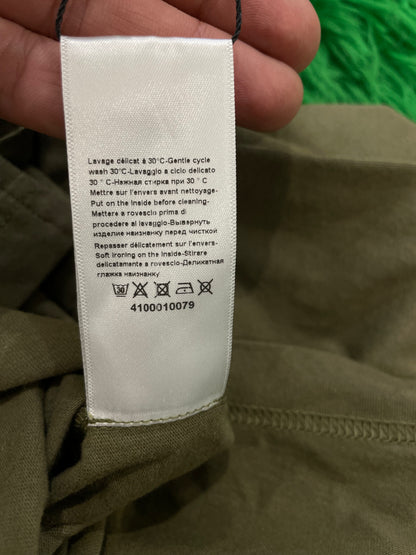 Lavage délicat à 30°C-Gentle cycle
wash 30°C-Lavaggio a ciclo delicato
30 ° C-Нажная стирка при 30 ° C
Mettre sur l'envers avant nettoyage-
Put on the inside before cleaning-
Mettere a rovescio prima di
procedere al lavaggio-Вывернуть
изделие наизнанку перед чисткой
Repasser délicatement sur l'envers-
Soft ironing on the inside-Stirare
delicatamente a rovescio-Деликатная
глажка наизнанку
30
4100010079